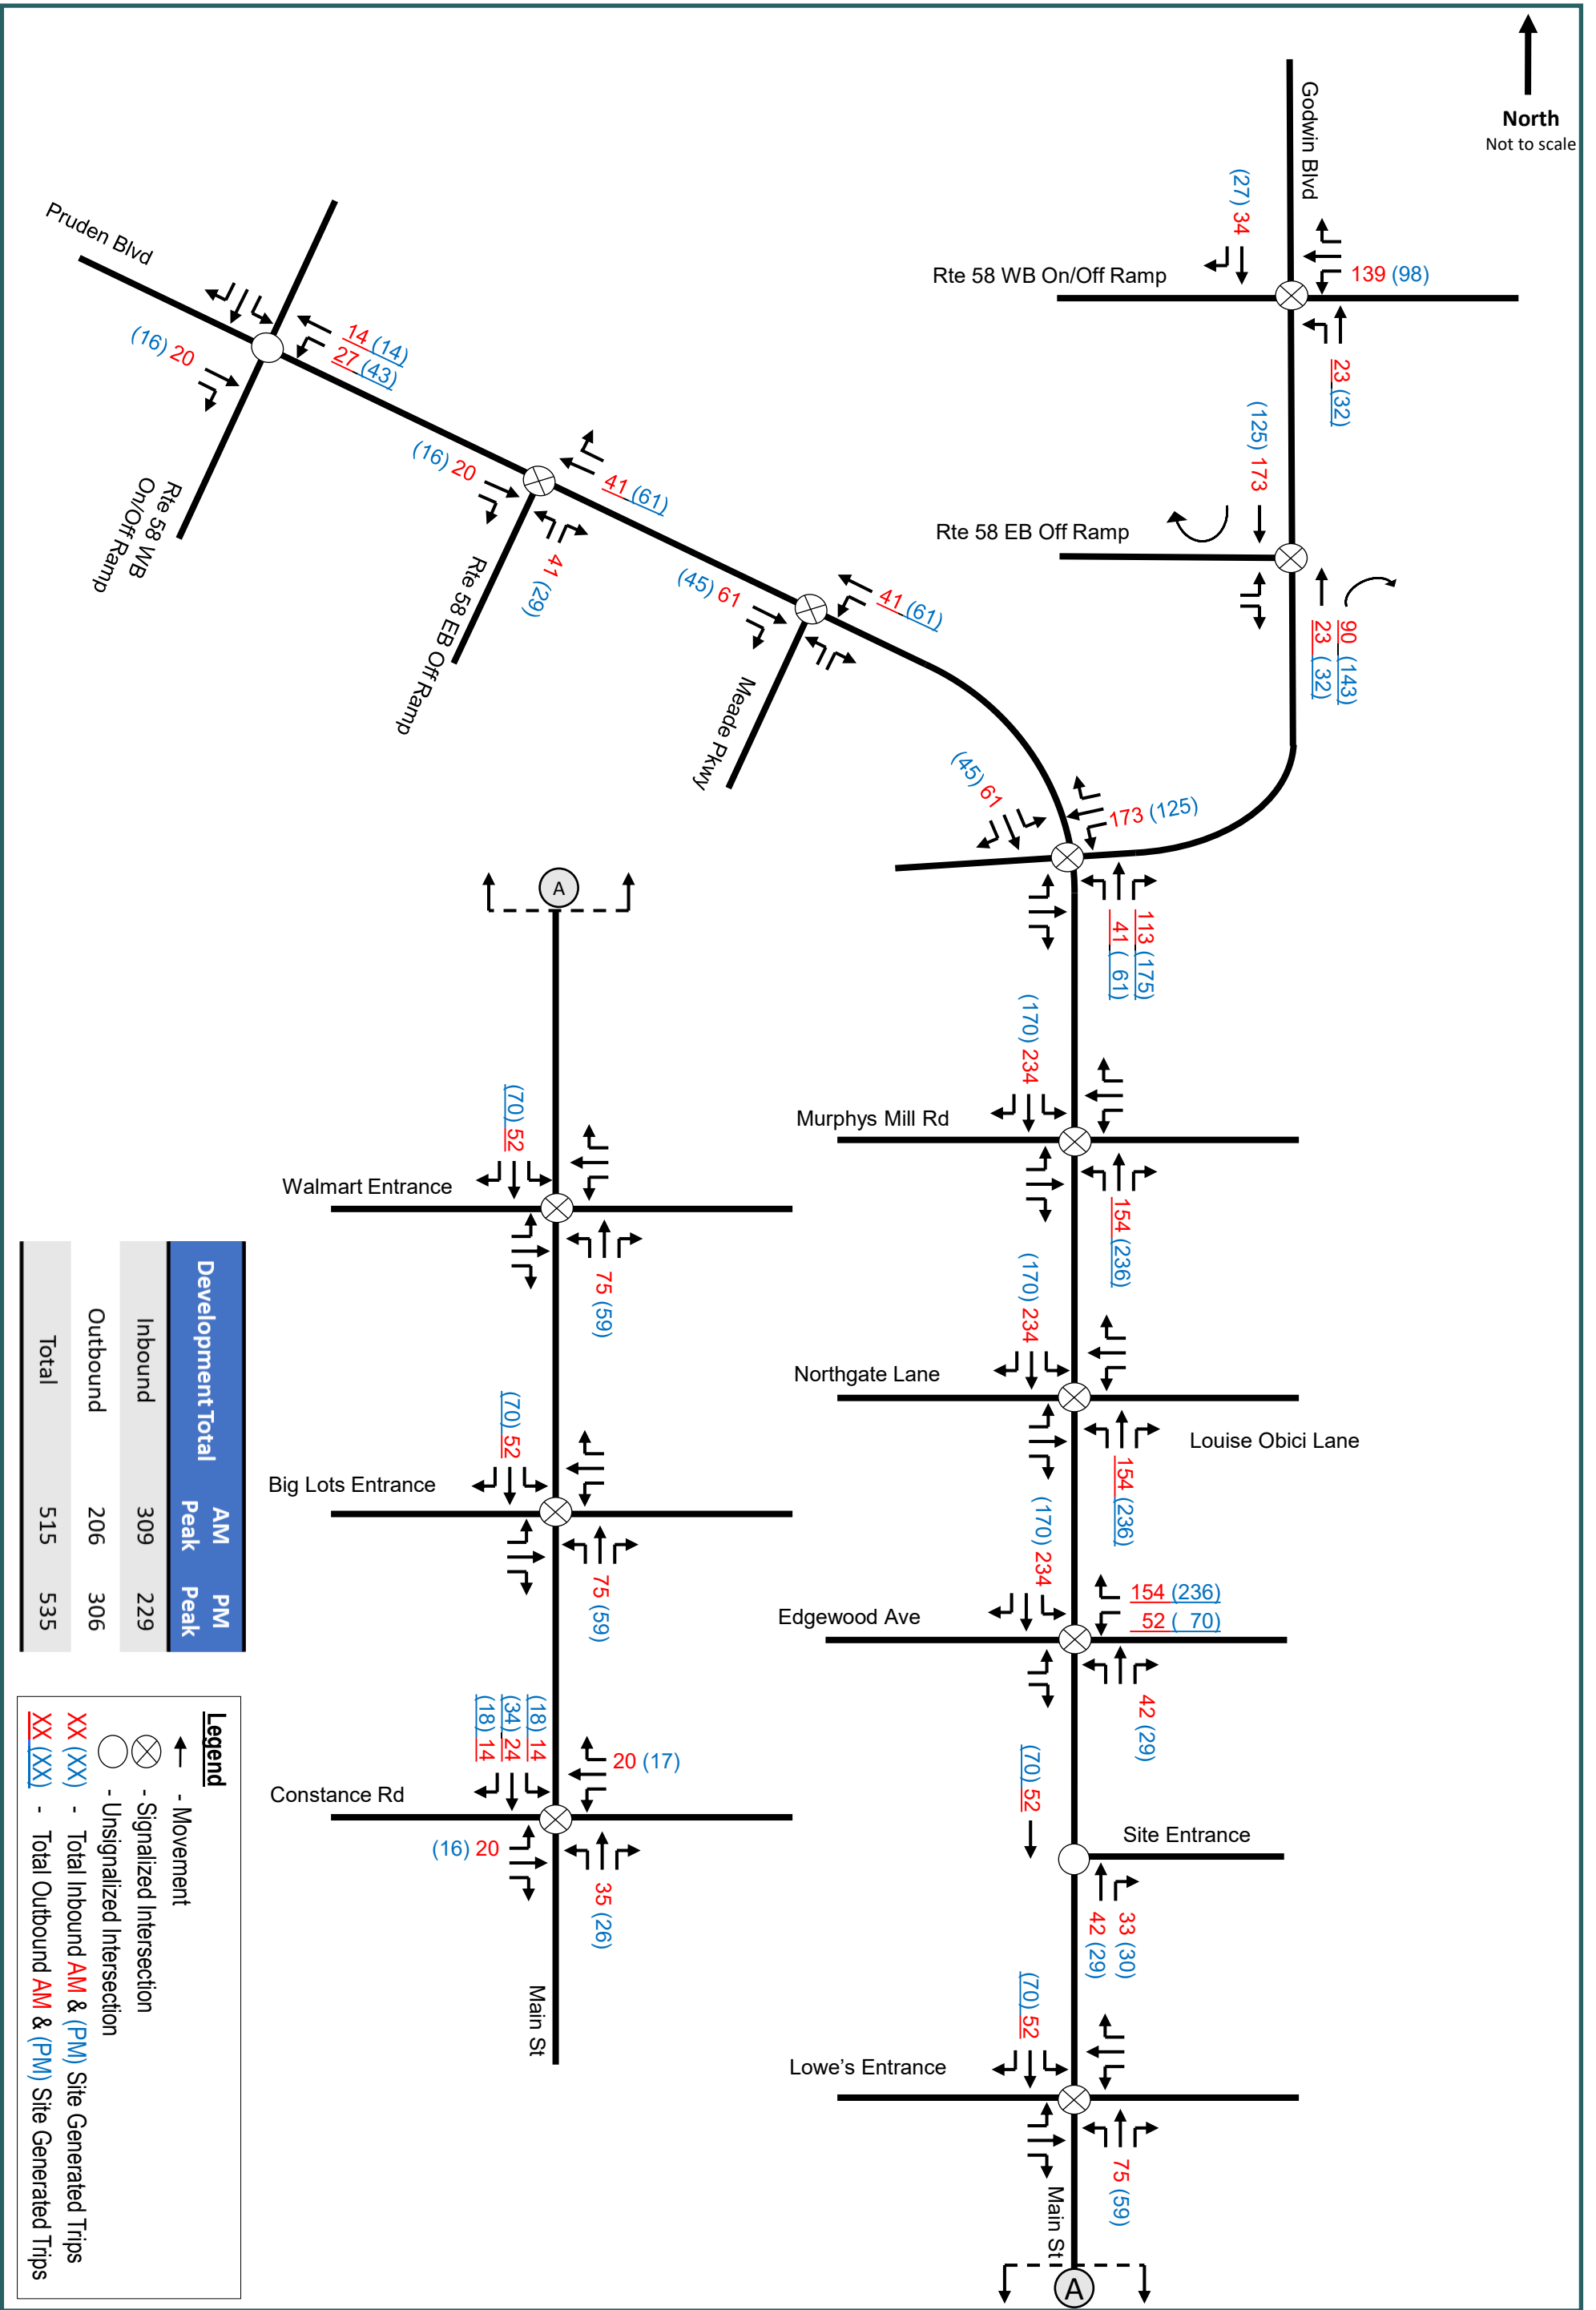 North
Not to scale
Godwin Blvd
(27) 34
139 (98)
Rte 58 WB On/Off Ramp
23 (32)
(125) 173
Rte 58 EB Off Ramp
90 (143)
23 ( 32)
Pruden Blvd
14 (14)
27 (43)
(16) 20
Rte 58 WB
On/Off Ramp
(16) 20
41 (61)
41 (29)
Rte 58 EB Off Ramp
(45) 61
41 (61)
Meade Pkwy
(45) 61
173 (125)
113 (175)
41 ( 61)
(170) 234
Murphys Mill Rd
154 (236)
(170) 234
Northgate Lane
Louise Obici Lane
154 (236)
(170) 234
154 (236)
52 ( 70)
Edgewood Ave
42 (29)
(70) 52
Site Entrance
33 (30)
42 (29)
(70) 52
Lowe’s Entrance
75 (59)
Main St
A
A
(70) 52
Walmart Entrance
75 (59)
(70) 52
Big Lots Entrance
75 (59)
(18) 14
(34) 24
(18) 14
20 (17)
Constance Rd
(16) 20
35 (26)
Main St
Development Total AM Peak PM Peak
Inbound 309 229
Outbound 206 306
Total 515 535
Legend
- Movement
- Signalized Intersection
- Unsignalized Intersection
XX (XX) - Total Inbound AM & (PM) Site Generated Trips
XX (XX) - Total Outbound AM & (PM) Site Generated Trips